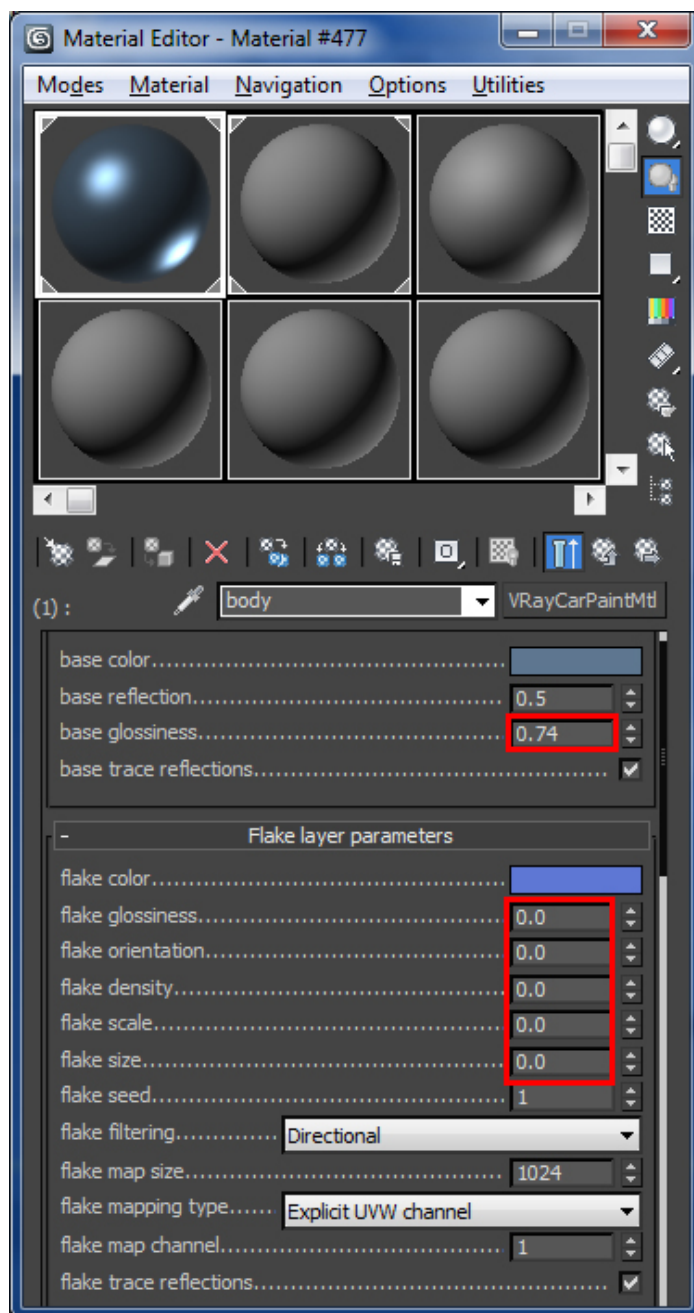 Material Editor - Material #477
Modes Material Navigation Options Utilities
(1) : body VRayCarPaintMtl
base color
base reflection 0.5
base glossiness 0.74
base trace reflections
- Flake layer parameters
flake color
flake glossiness 0.0
flake orientation 0.0
flake density 0.0
flake scale 0.0
flake size 0.0
flake seed 1
flake filtering Directional
flake map size 1024
flake mapping type Explicit UVW channel
flake map channel 1
flake trace reflections